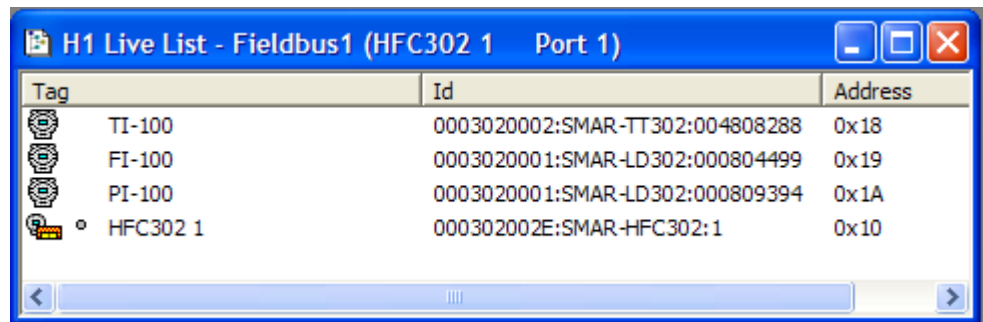 H1 Live List - Fieldbus1 (HFC302 1 Port 1)
Tag Id Address
TI-100 0003020002:SMAR-TT302:004808288 0x18
FI-100 0003020001:SMAR-LD302:000804499 0x19
PI-100 0003020001:SMAR-LD302:000809394 0x1A
HFC302 1 000302002E:SMAR-HFC302:1 0x10